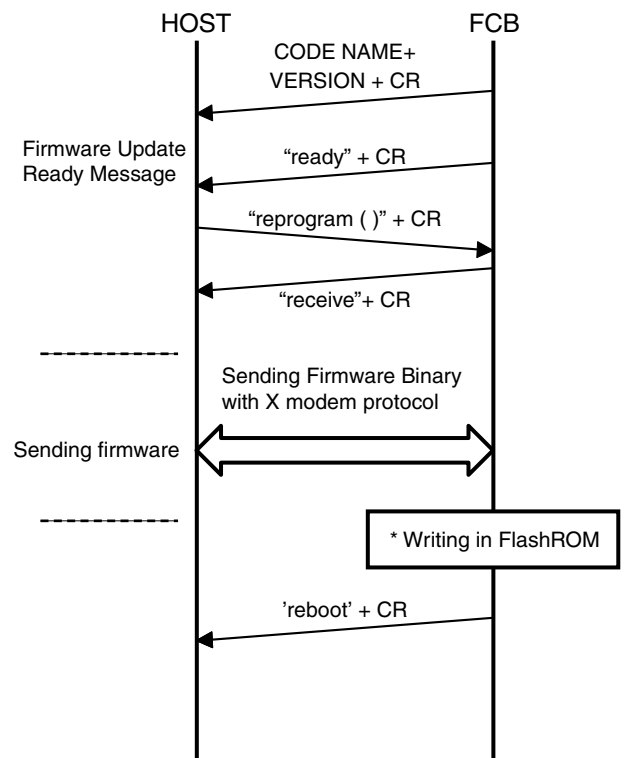 HOST
FCB
CODE NAME+
VERSION + CR
Firmware Update
Ready Message
“ready” + CR
“reprogram ( )” + CR
“receive”+ CR
Sending Firmware Binary
with X modem protocol
Sending firmware
* Writing in FlashROM
’reboot’ + CR